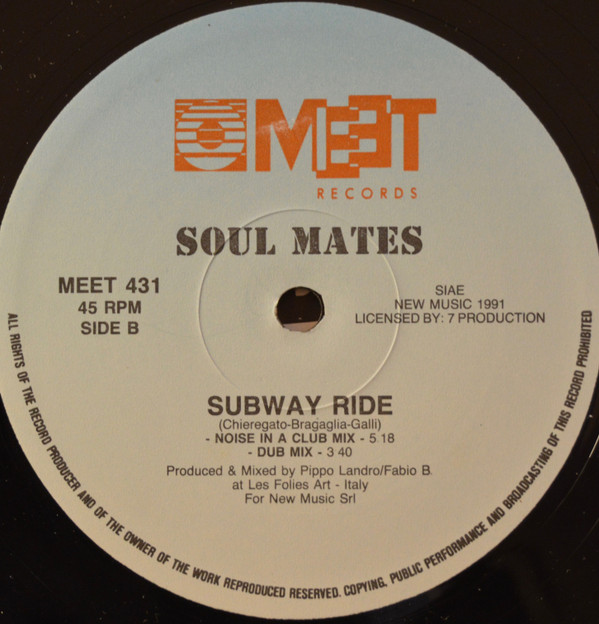 MEET
RECORDS
SOUL MATES
MEET 431
45 RPM
SIDE B
SIAE
NEW MUSIC 1991
LICENSED BY: 7 PRODUCTION
SUBWAY RIDE
(Chieregato-Bragaglia-Galli)
- NOISE IN A CLUB MIX - 5 18
- DUB MIX - 3 40
Produced & Mixed by Pippo Landro/Fabio B.
at Les Folies Art - Italy
For New Music Srl
ALL RIGHTS OF THE RECORD PRODUCER AND OF THE OWNER OF THE WORK REPRODUCED RESERVED. COPYING, PUBLIC PERFORMANCE AND BROADCASTING OF THIS RECORD PROHIBITED